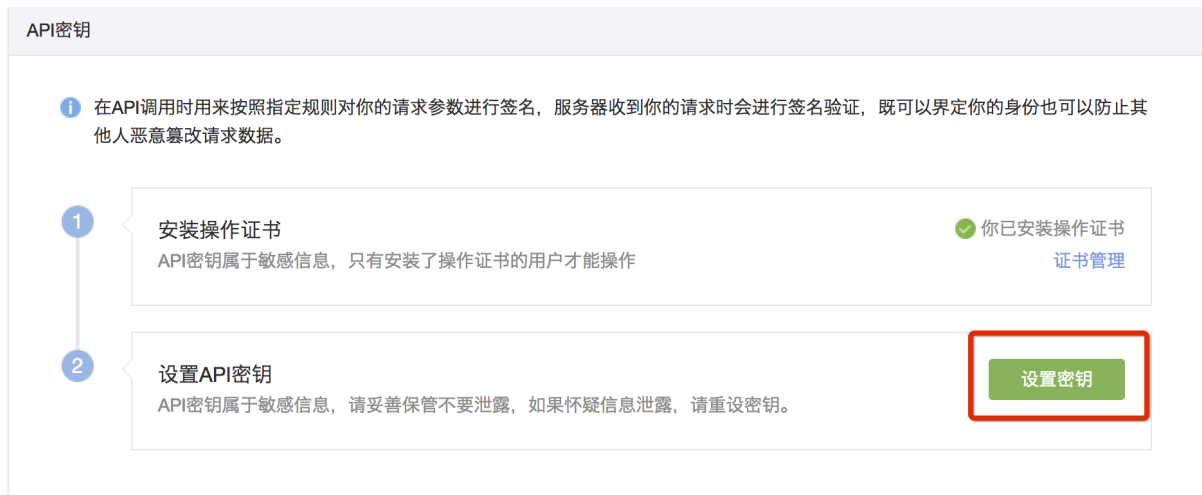 API密钥
在API调用时用来按照指定规则对你的请求参数进行签名，服务器收到你的请求时会进行签名验证，既可以界定你的身份也可以防止其
他人恶意篡改请求数据。
1
安装操作证书
你已安装操作证书
API密钥属于敏感信息，只有安装了操作证书的用户才能操作
证书管理
2
设置API密钥
设置密钥
API密钥属于敏感信息，请妥善保管不要泄露，如果怀疑信息泄露，请重设密钥。